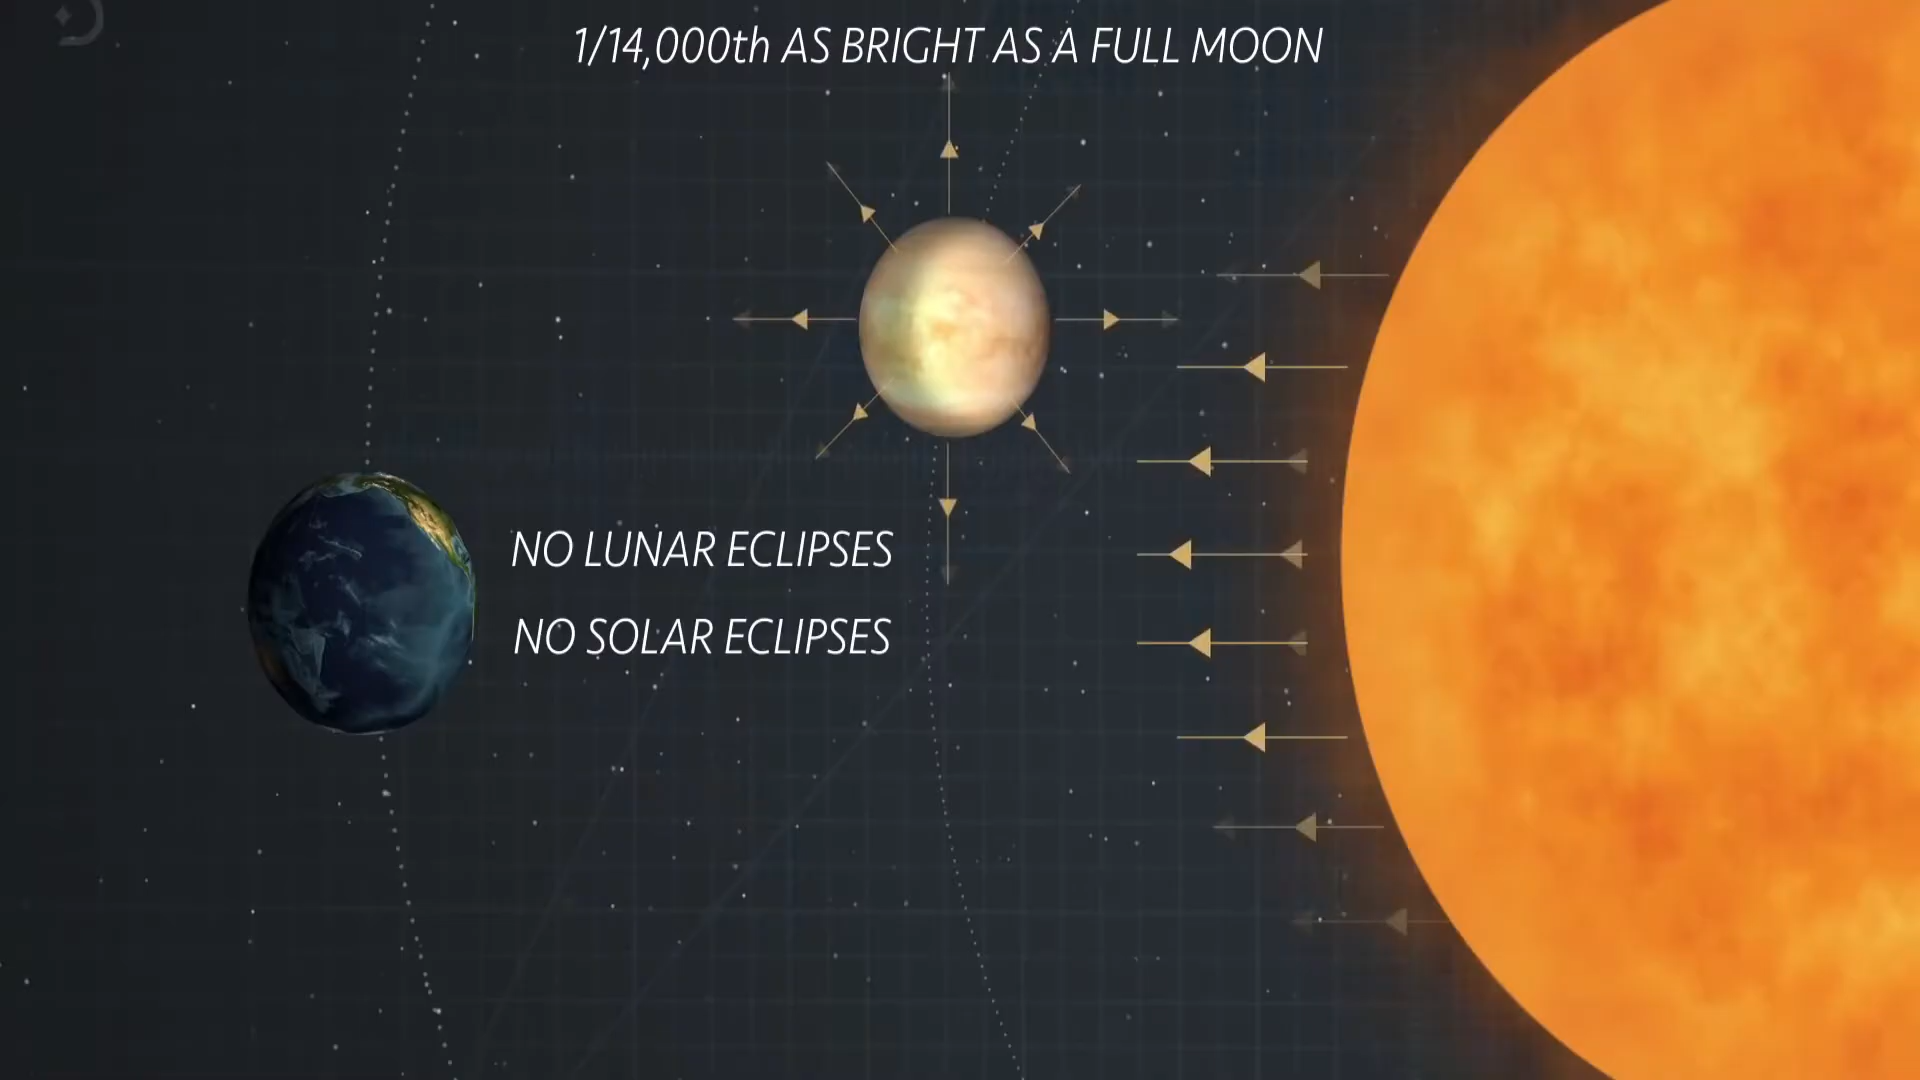 1/14,000th AS BRIGHT AS A FULL MOON
NO LUNAR ECLIPSES
NO SOLAR ECLIPSES